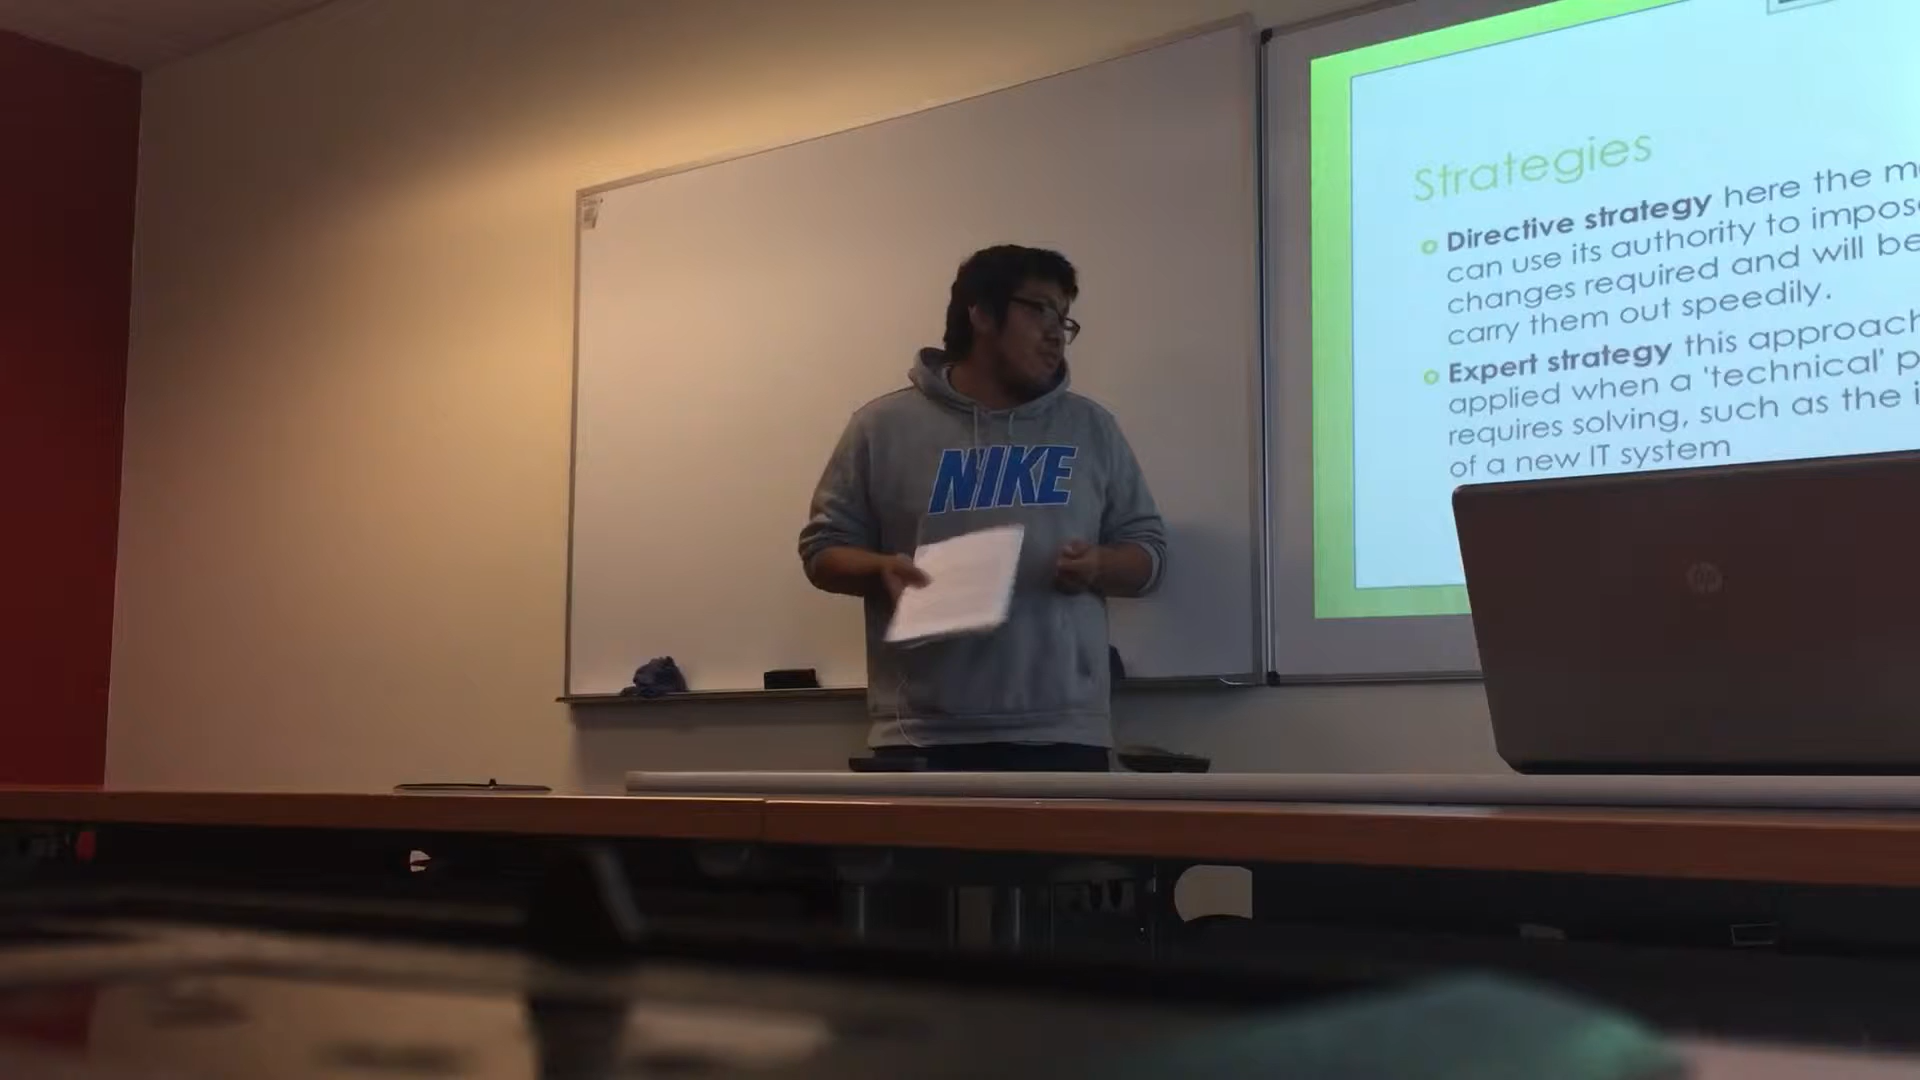 Strategies
Directive strategy here the
can use its authority to
changes required and will
carry them out speedily.
Expert strategy this
applied when a 'technical'
requires solving, such as the
of a new IT system
NIKE
hp